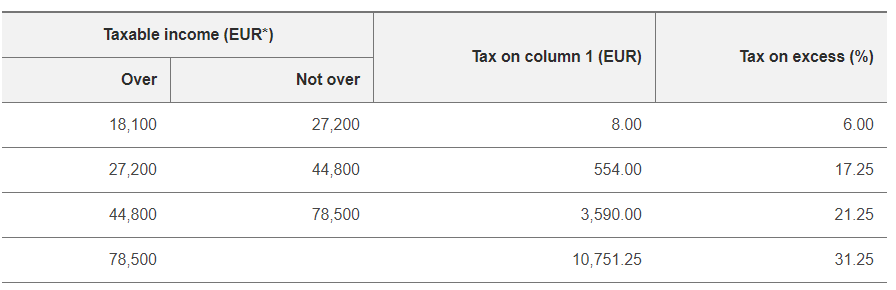 Taxable income (EUR*) Tax on column 1 (EUR) Tax on excess (%)
Over Not over
18,100 27,200 8.00 6.00
27,200 44,800 554.00 17.25
44,800 78,500 3,590.00 21.25
78,500 10,751.25 31.25